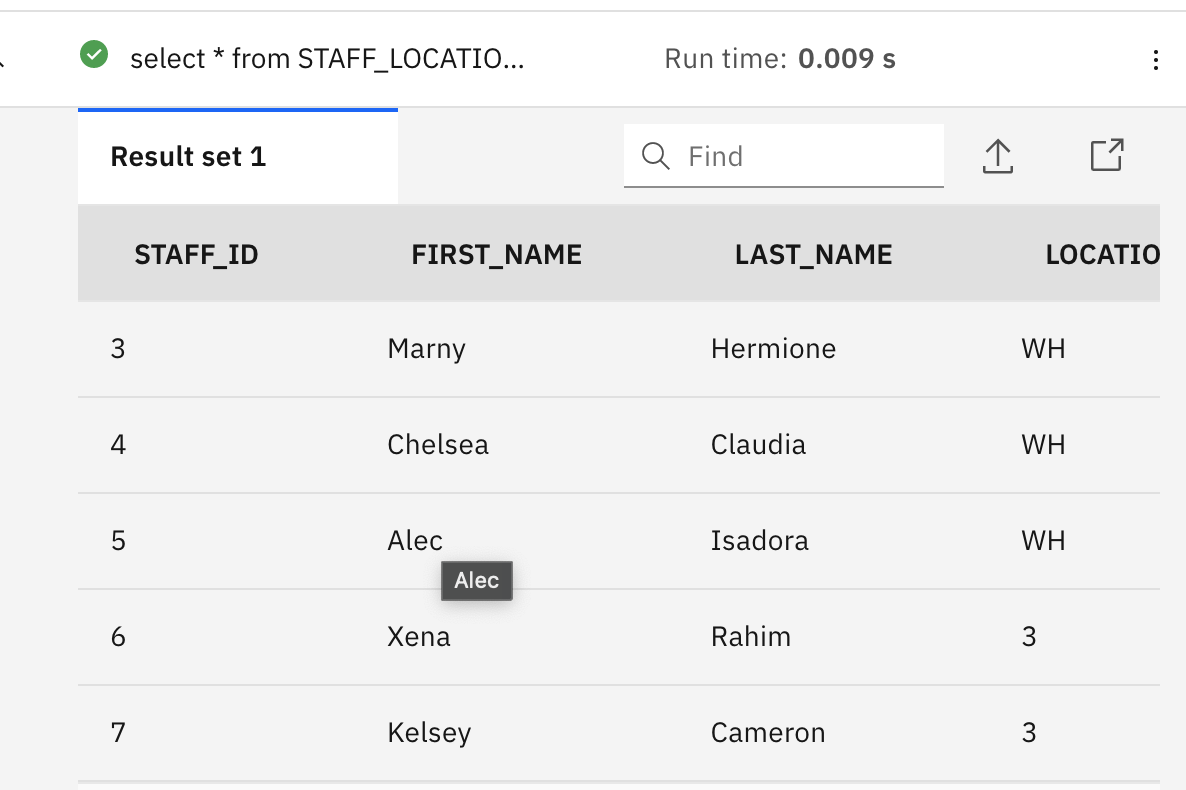 select * from STAFF_LOCATIO... Run time: 0.009 s
Result set 1 Find
STAFF_ID FIRST_NAME LAST_NAME LOCATIO
3 Marny Hermione WH
4 Chelsea Claudia WH
5 Alec Isadora WH
Alec
6 Xena Rahim 3
7 Kelsey Cameron 3